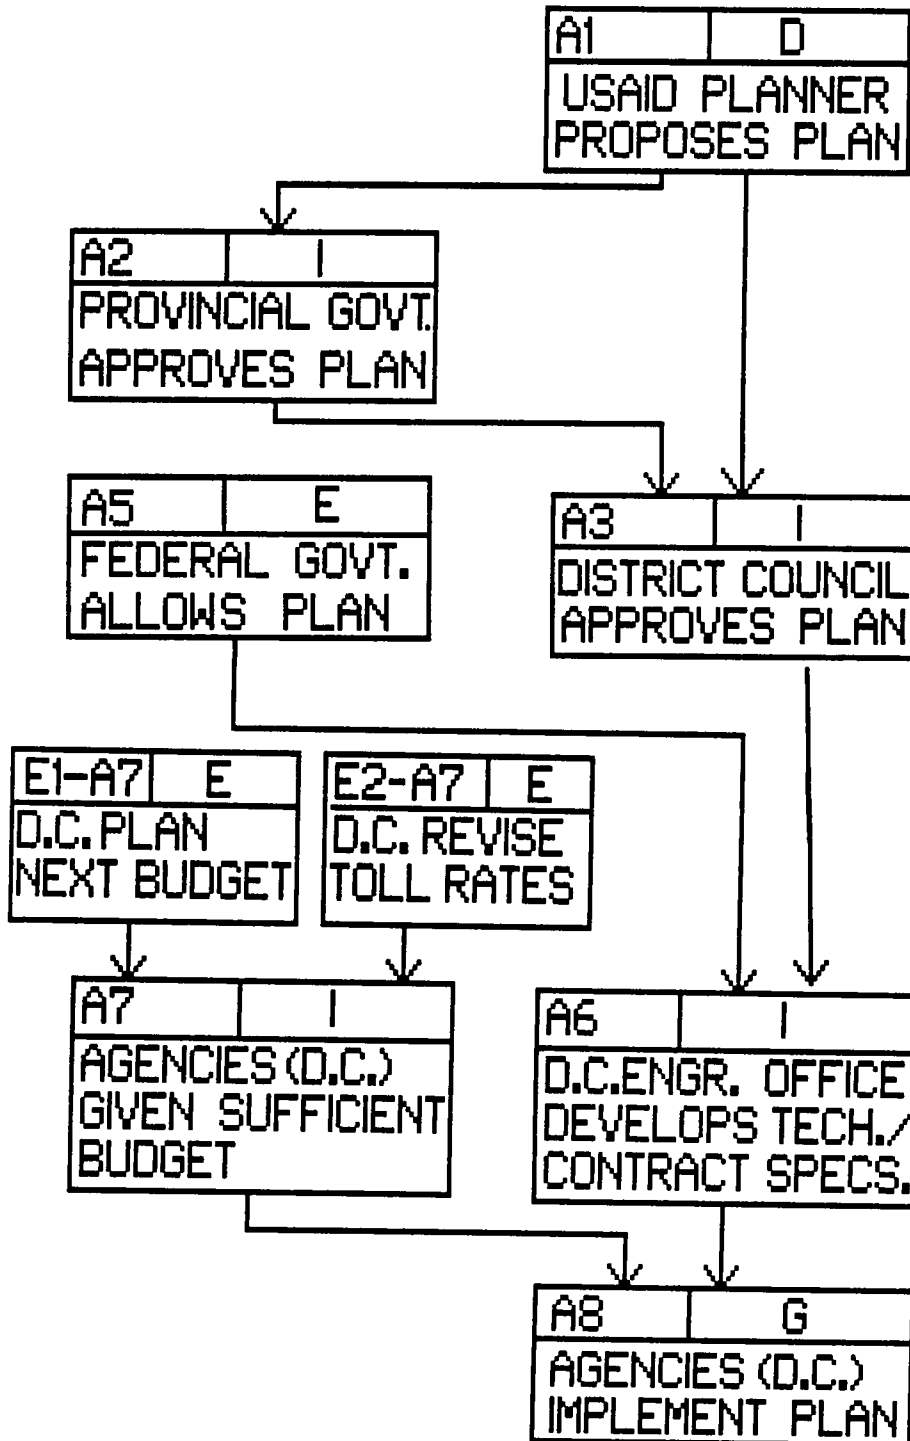 A1 D
USAID PLANNER
PROPOSES PLAN
A2 I
PROVINCIAL GOVT.
APPROVES PLAN
A5 E
FEDERAL GOVT.
ALLOWS PLAN
A3 I
DISTRICT COUNCIL
APPROVES PLAN
E1-A7 E
D.C. PLAN
NEXT BUDGET
E2-A7 E
D.C. REVISE
TOLL RATES
A7 I
AGENCIES (D.C.)
GIVEN SUFFICIENT
BUDGET
A6 I
D.C.ENGR. OFFICE
DEVELOPS TECH./
CONTRACT SPECS.
A8 G
AGENCIES (D.C.)
IMPLEMENT PLAN